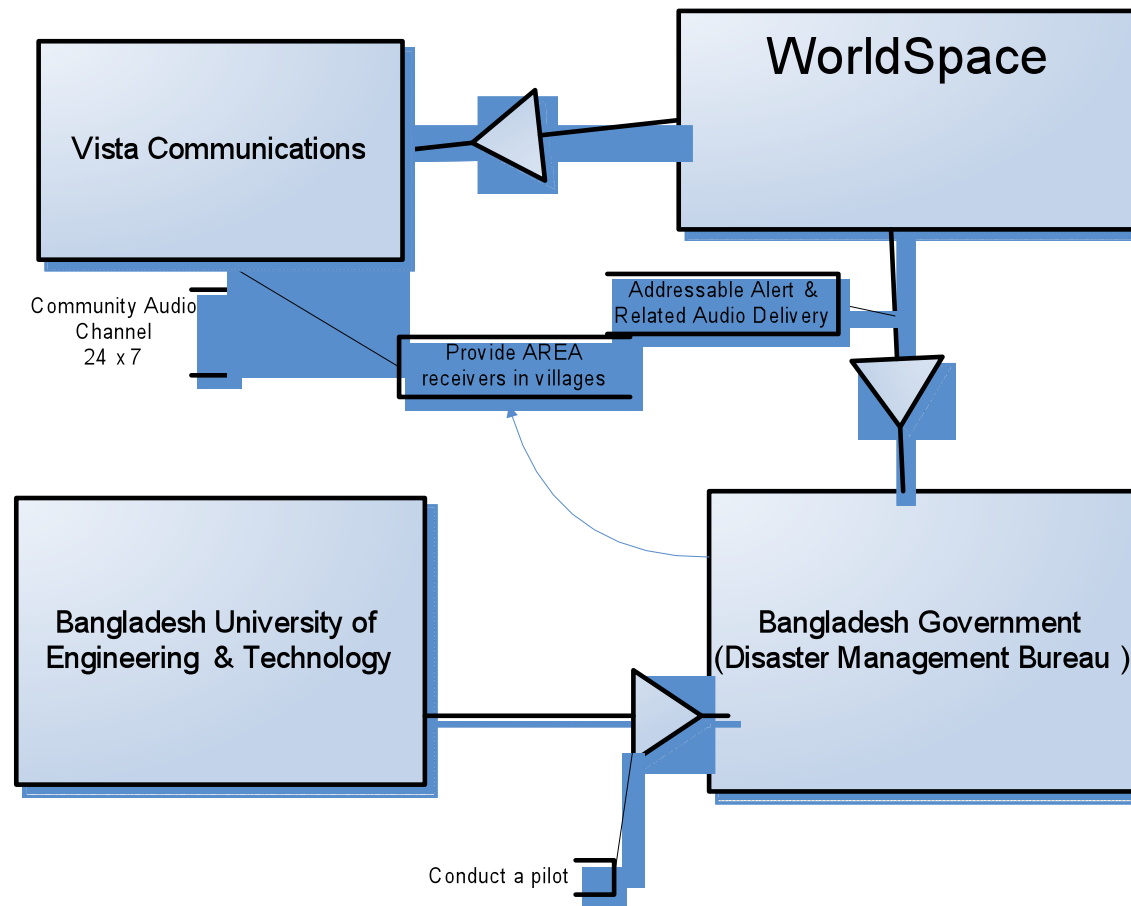 WorldSpace
Vista Communications
Community Audio
Channel
24 x 7
Addressable Alert &
Related Audio Delivery
Provide AREA
receivers in villages
Bangladesh University of
Engineering & Technology
Bangladesh Government
(Disaster Management Bureau )
Conduct a pilot